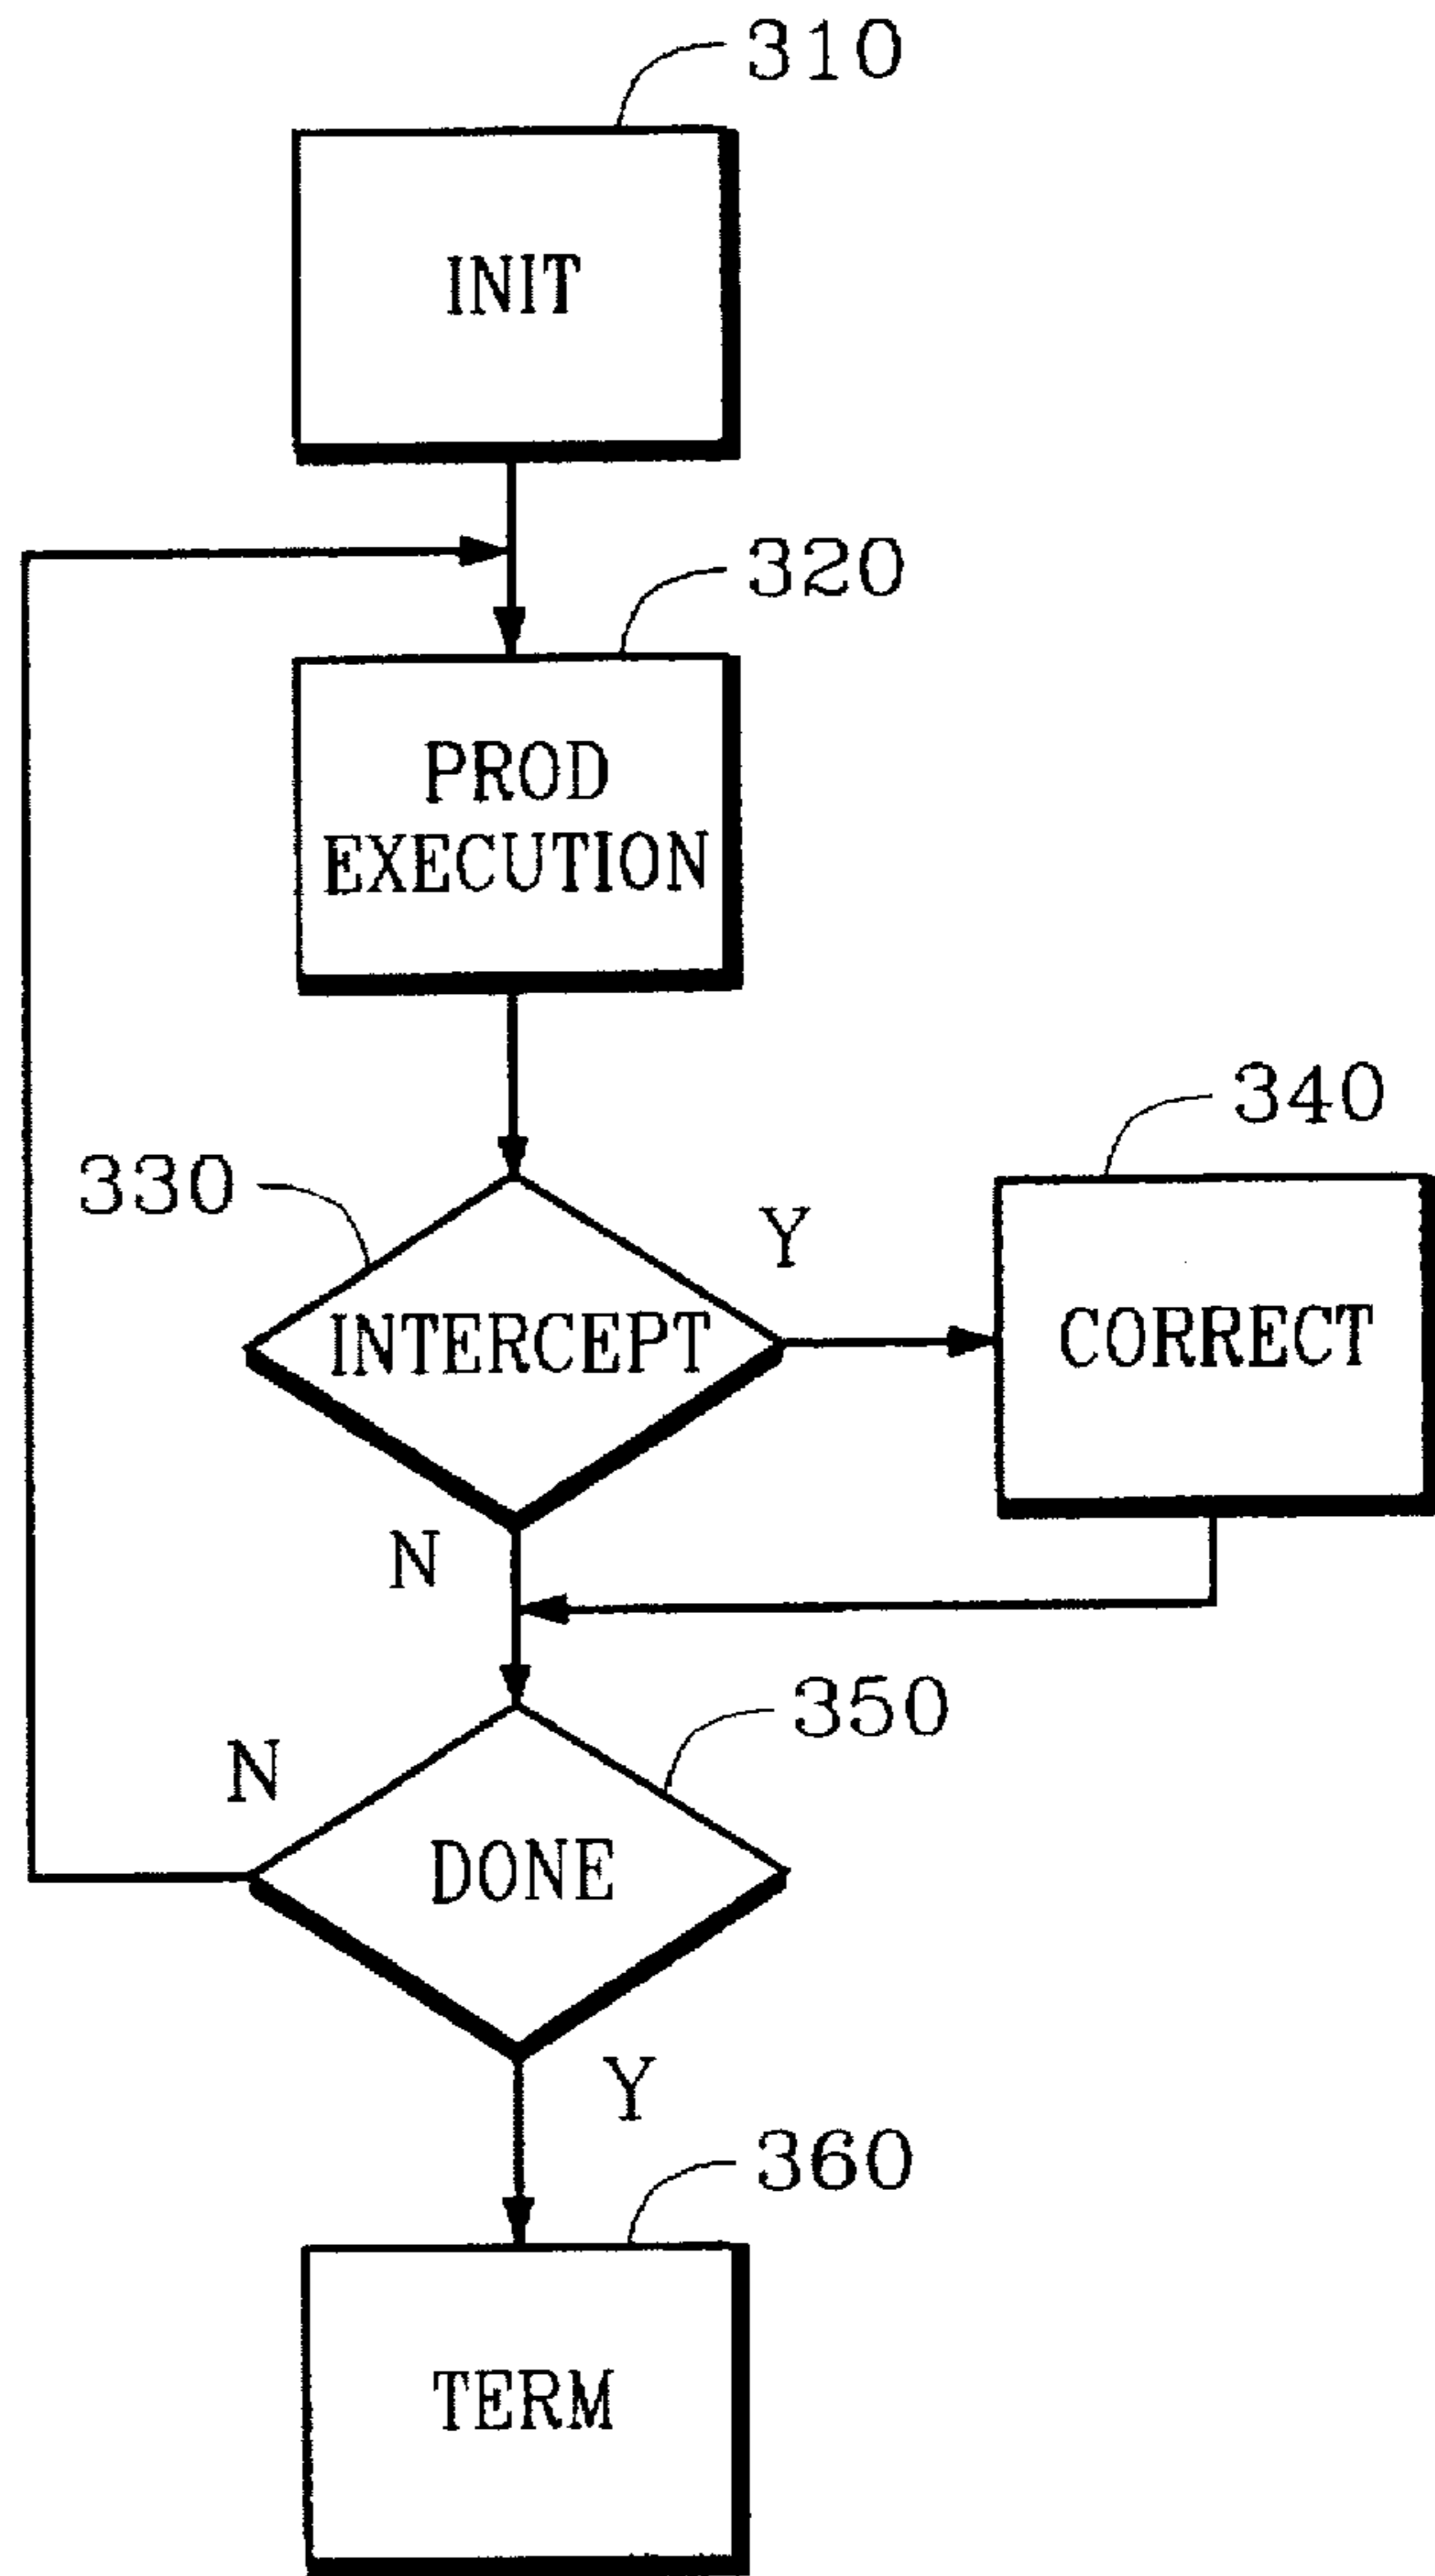 310
INIT
320
PROD
EXECUTION
340
330
Y
INTERCEPT
CORRECT
N
350
N
DONE
Y
360
TERM